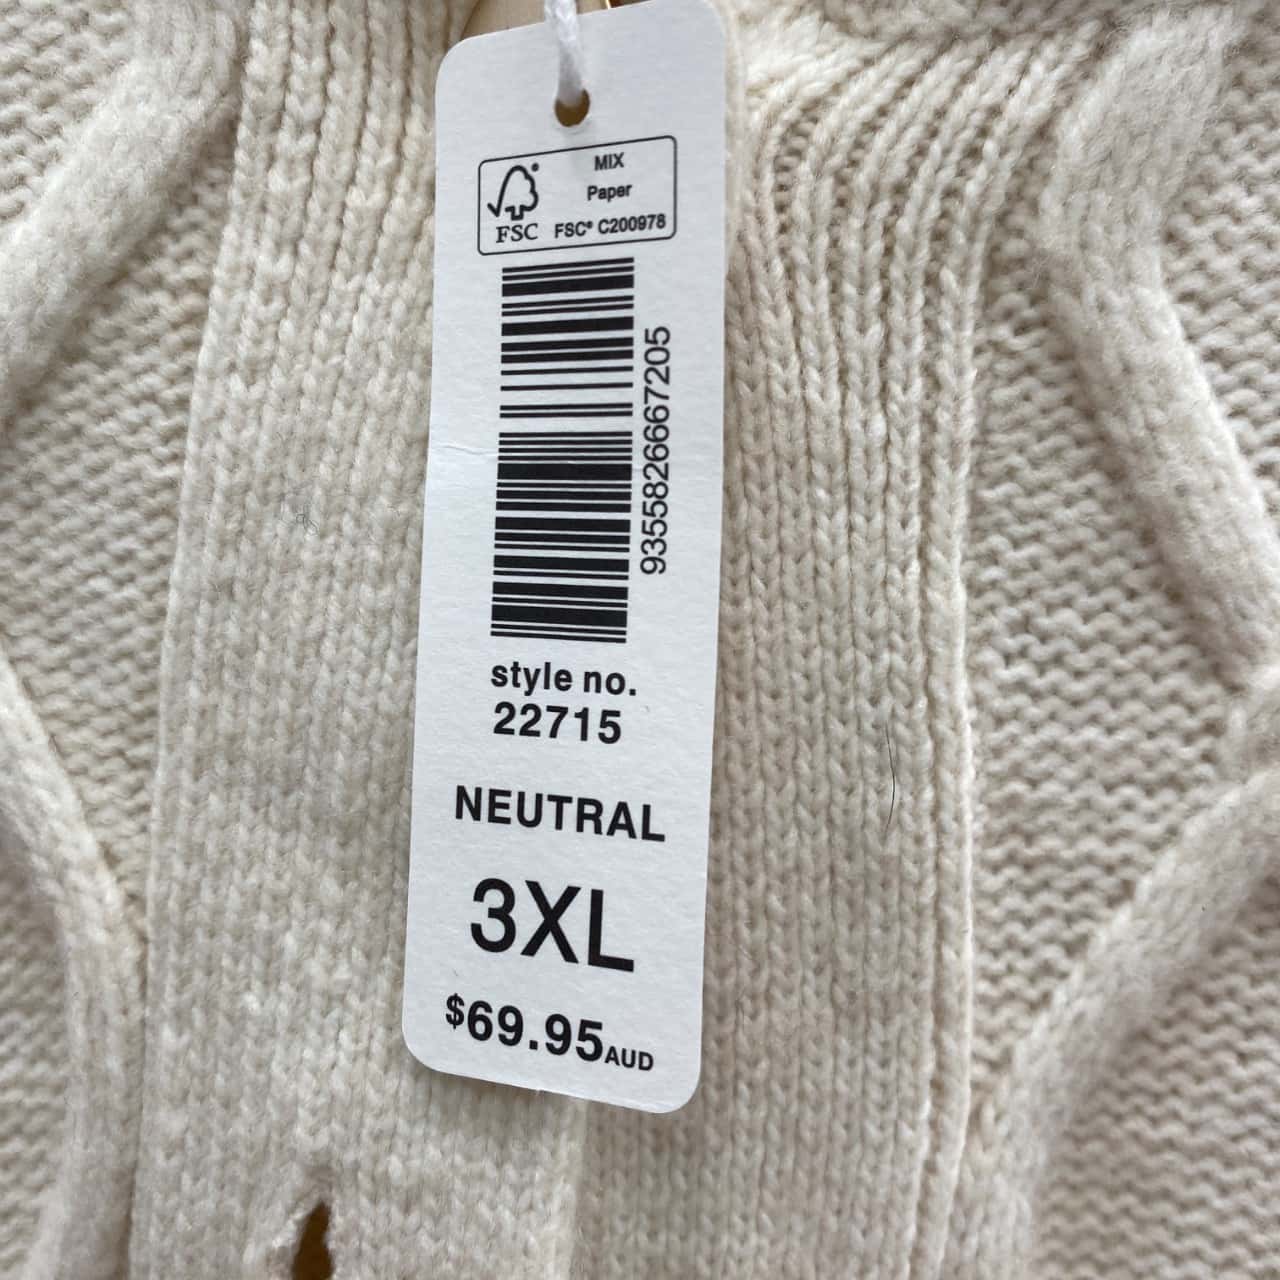 MIX
Paper
FSC
FSC® C200978
9355826667205
style no.
22715
NEUTRAL
3XL
$69.95AUD